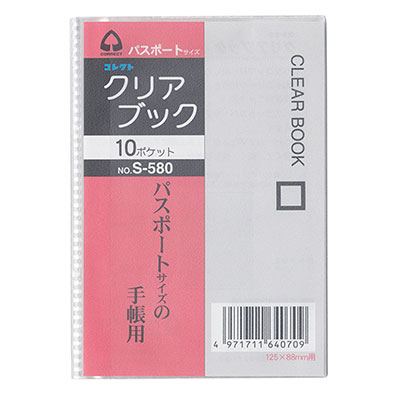 CORRECT
パスポートサイズ
コレクト
クリア
ブック
10ポケット
NO.S-580
パスポートサイズの
手帳用
CLEAR BOOK
4 971711 640709
125×88mm用